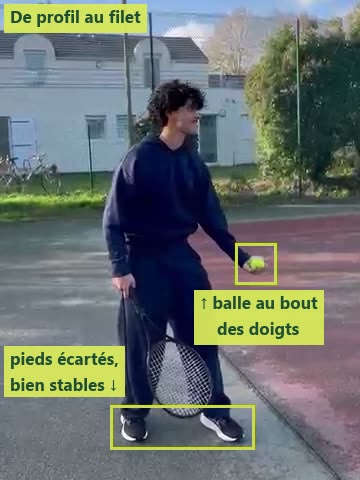 De profil au filet
↑ balle au bout
des doigts
pieds écartés,
bien stables ↓